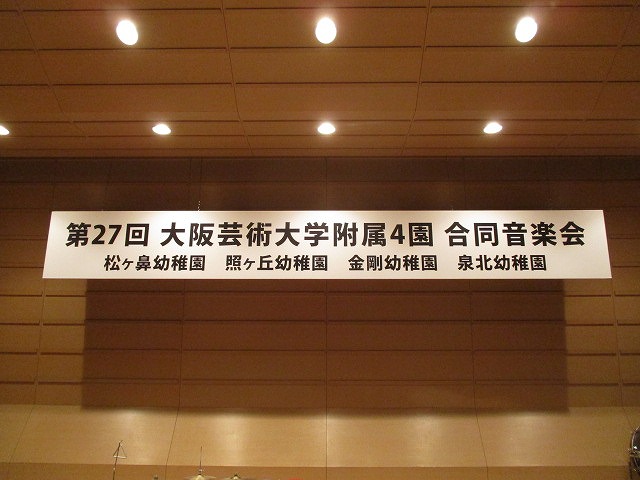 第27回 大阪芸術大学附属4園 合同音楽会
松ヶ鼻幼稚園 照ヶ丘幼稚園 金剛幼稚園 泉北幼稚園